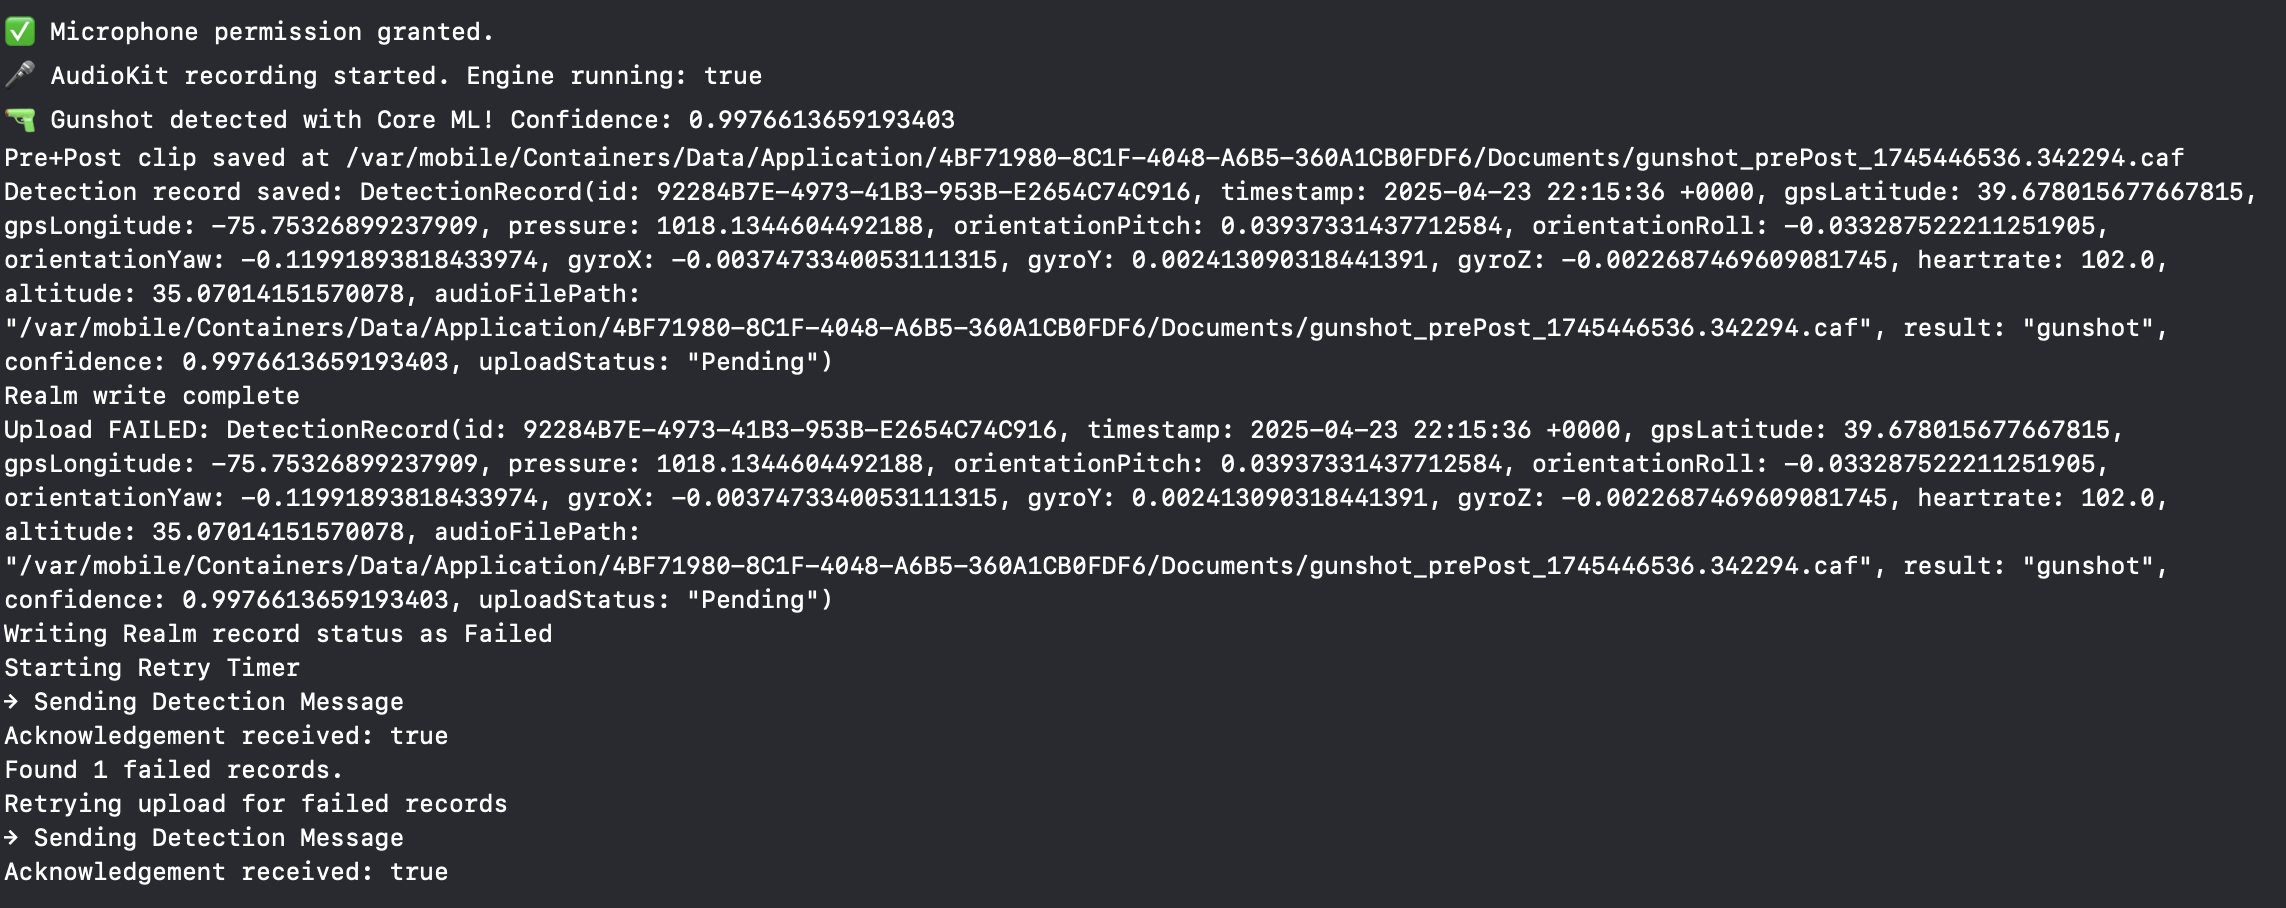 ✅ Microphone permission granted.
🎤 AudioKit recording started. Engine running: true
🔫 Gunshot detected with Core ML! Confidence: 0.9976613659193403
Pre+Post clip saved at /var/mobile/Containers/Data/Application/4BF71980-8C1F-4048-A6B5-360A1CB0FDF6/Documents/gunshot_prePost_1745446536.342294.caf
Detection record saved: DetectionRecord(id: 92284B7E-4973-41B3-953B-E2654C74C916, timestamp: 2025-04-23 22:15:36 +0000, gpsLatitude: 39.678015677667815,
gpsLongitude: -75.75326899237909, pressure: 1018.1344604492188, orientationPitch: 0.03937331437712584, orientationRoll: -0.033287522211251905,
orientationYaw: -0.11991893818433974, gyroX: -0.0037473340053111315, gyroY: 0.002413090318441391, gyroZ: -0.0022687469609081745, heartrate: 102.0,
altitude: 35.07014151570078, audioFilePath:
"/var/mobile/Containers/Data/Application/4BF71980-8C1F-4048-A6B5-360A1CB0FDF6/Documents/gunshot_prePost_1745446536.342294.caf", result: "gunshot",
confidence: 0.9976613659193403, uploadStatus: "Pending")
Realm write complete
Upload FAILED: DetectionRecord(id: 92284B7E-4973-41B3-953B-E2654C74C916, timestamp: 2025-04-23 22:15:36 +0000, gpsLatitude: 39.678015677667815,
gpsLongitude: -75.75326899237909, pressure: 1018.1344604492188, orientationPitch: 0.03937331437712584, orientationRoll: -0.033287522211251905,
orientationYaw: -0.11991893818433974, gyroX: -0.0037473340053111315, gyroY: 0.002413090318441391, gyroZ: -0.0022687469609081745, heartrate: 102.0,
altitude: 35.07014151570078, audioFilePath:
"/var/mobile/Containers/Data/Application/4BF71980-8C1F-4048-A6B5-360A1CB0FDF6/Documents/gunshot_prePost_1745446536.342294.caf", result: "gunshot",
confidence: 0.9976613659193403, uploadStatus: "Pending")
Writing Realm record status as Failed
Starting Retry Timer
→ Sending Detection Message
Acknowledgement received: true
Found 1 failed records.
Retrying upload for failed records
→ Sending Detection Message
Acknowledgement received: true